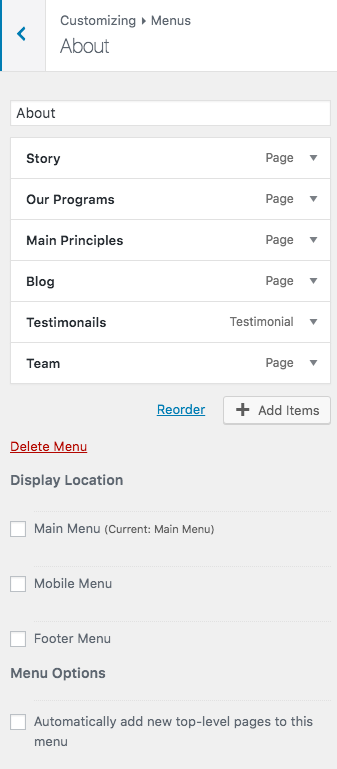 Customizing ▸ Menus
About
About
Story Page
Our Programs Page
Main Principles Page
Blog Page
Testimonails Testimonial
Team Page
Reorder + Add Items
Delete Menu
Display Location
Main Menu (Current: Main Menu)
Mobile Menu
Footer Menu
Menu Options
Automatically add new top-level pages to this
menu